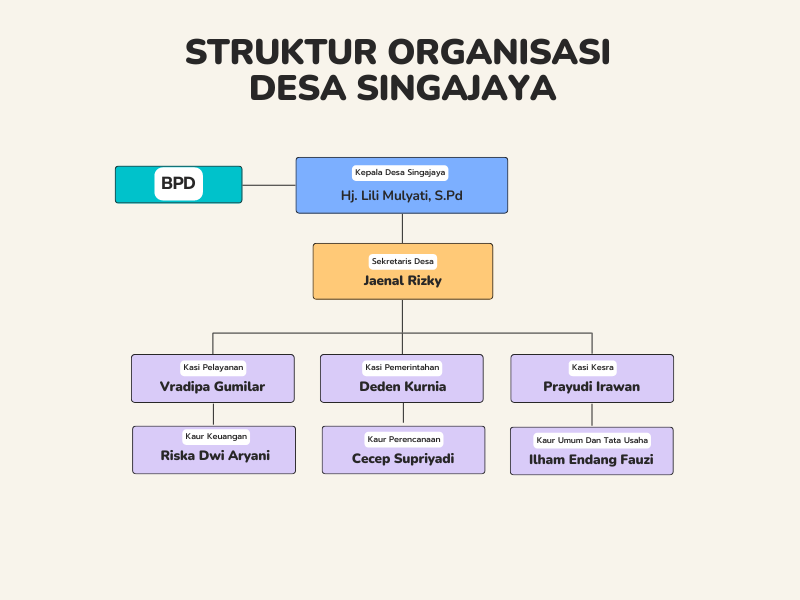 STRUKTUR ORGANISASI
DESA SINGAJAYA
BPD
Kepala Desa Singajaya
Hj. Lili Mulyati, S.Pd
Sekretaris Desa
Jaenal Rizky
Kasi Pelayanan
Vradipa Gumilar
Kasi Pemerintahan
Deden Kurnia
Kasi Kesra
Prayudi Irawan
Kaur Keuangan
Riska Dwi Aryani
Kaur Perencanaan
Cecep Supriyadi
Kaur Umum Dan Tata Usaha
Ilham Endang Fauzi